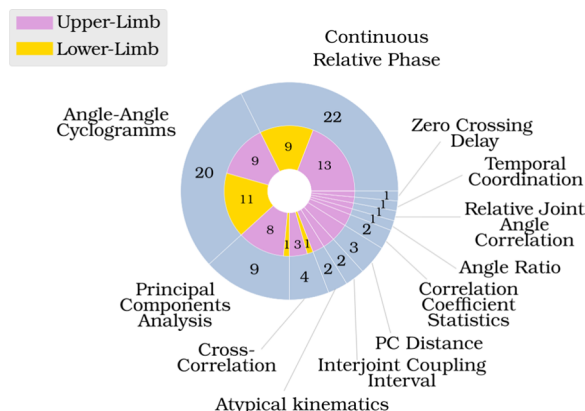 Upper-Limb
Lower-Limb
Continuous
Relative Phase
Angle-Angle
Cyclogramms
Zero Crossing
Delay
Temporal
Coordination
Relative Joint
Angle
Correlation
Angle Ratio
Correlation
Coefficient
Statistics
PC Distance
Interjoint Coupling
Interval
Atypical kinematics
Cross-
Correlation
Principal
Components
Analysis
22
20
9
4
2
2
3
2
1
1
1
1
13
9
9
11
8
1
3
1